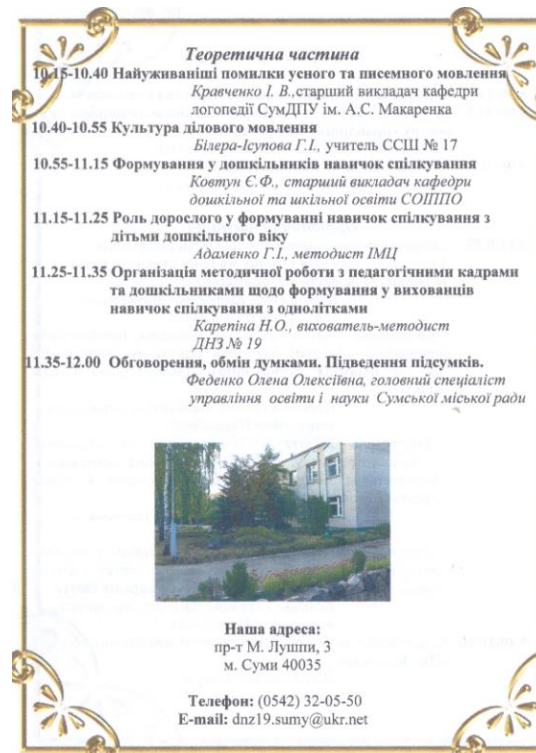 Теоретична частина
10.15-10.40 Найуживаніші помилки усного та писемного мовлення
Кравченко І. В.,старший викладач кафедри
логопедії СумДПУ ім. А.С. Макаренка
10.40-10.55 Культура ділового мовлення
Білера-Ісупова Г.І., учитель ССШ № 17
10.55-11.15 Формування у дошкільників навичок спілкування
Ковтун Є.Ф., старший викладач кафедри
дошкільної та шкільної освіти СОІППО
11.15-11.25 Роль дорослого у формуванні навичок спілкування з
дітьми дошкільного віку
Адаменко Г.І., методист ІМЦ
11.25-11.35 Організація методичної роботи з педагогічними кадрами
та дошкільниками щодо формування у вихованців
навичок спілкування з однолітками
Карепіна Н.О., вихователь-методист
ДНЗ № 19
11.35-12.00 Обговорення, обмін думками. Підведення підсумків.
Феденко Олена Олексіївна, головний спеціаліст
управління освіти і науки Сумської міської ради
Наша адреса:
пр-т М. Лушпи, 3
м. Суми 40035
Телефон: (0542) 32-05-50
E-mail: dnz19.sumy@ukr.net